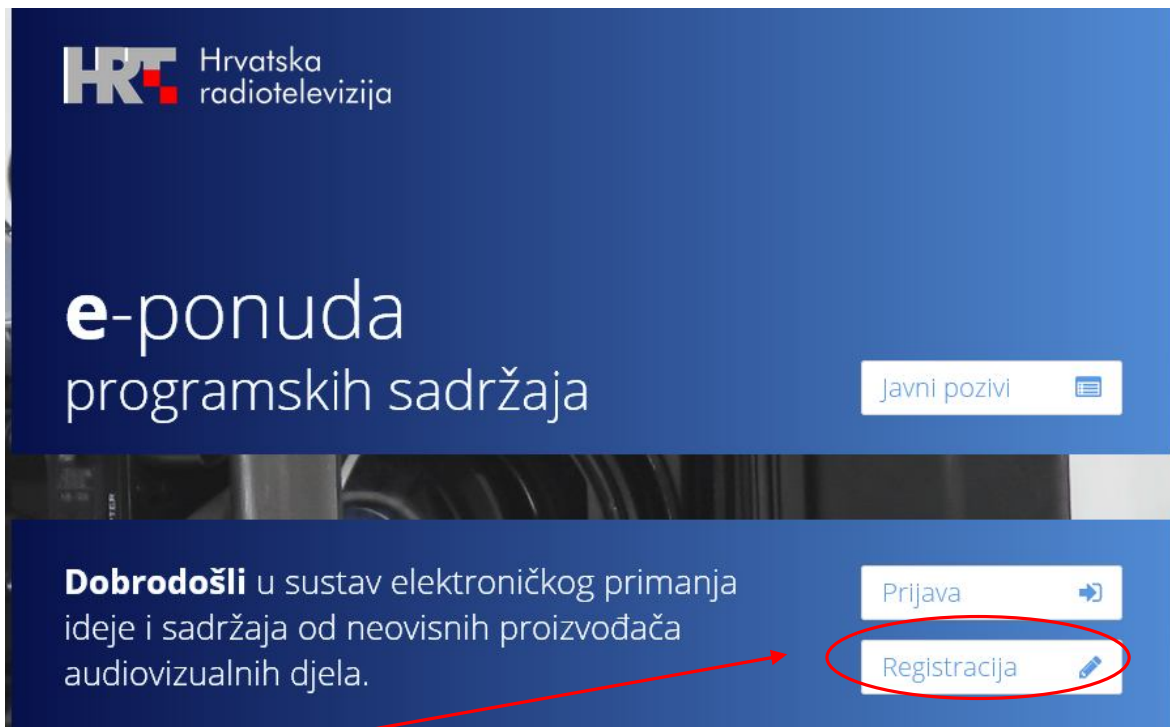 HRT Hrvatska
radiotelevizija
e-ponuda
programskih sadržaja
Javni pozivi
Dobrodošli u sustav elektroničkog primanja
ideje i sadržaja od neovisnih proizvođača
audiovizualnih djela.
Prijava
Registracija